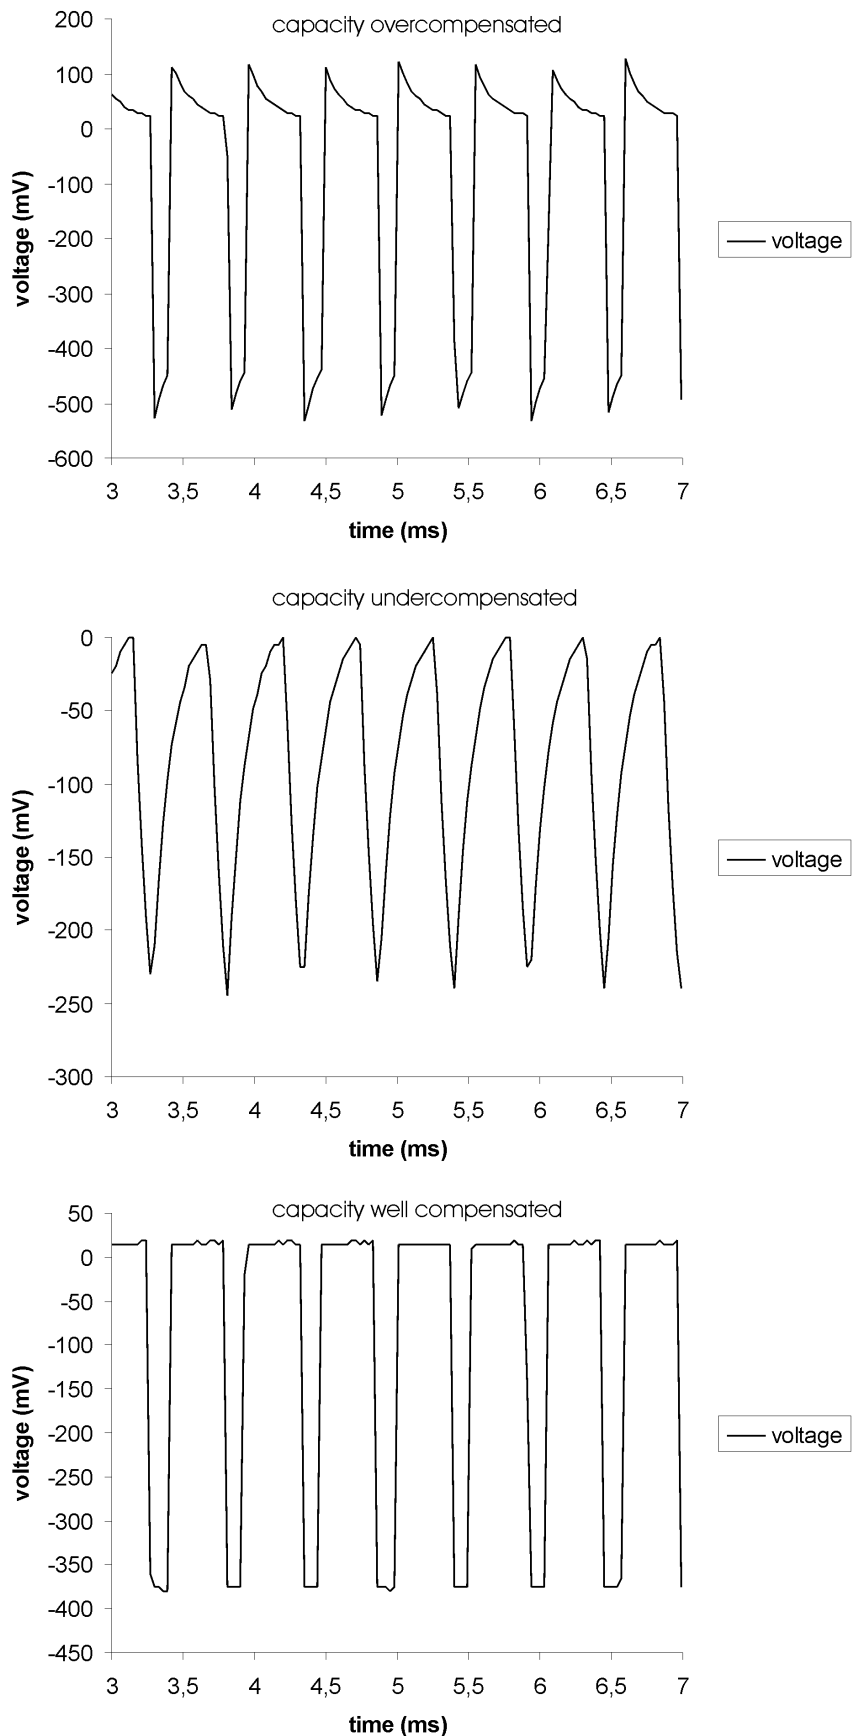 capacity overcompensated
200
100
0
-100
-200
-300
-400
-500
-600
voltage (mV)
3 3,5 4 4,5 5 5,5 6 6,5 7
time (ms)
voltage
capacity undercompensated
0
-50
-100
-150
-200
-250
-300
voltage (mV)
3 3,5 4 4,5 5 5,5 6 6,5 7
time (ms)
voltage
capacity well compensated
50
0
-50
-100
-150
-200
-250
-300
-350
-400
-450
voltage (mV)
3 3,5 4 4,5 5 5,5 6 6,5 7
time (ms)
voltage